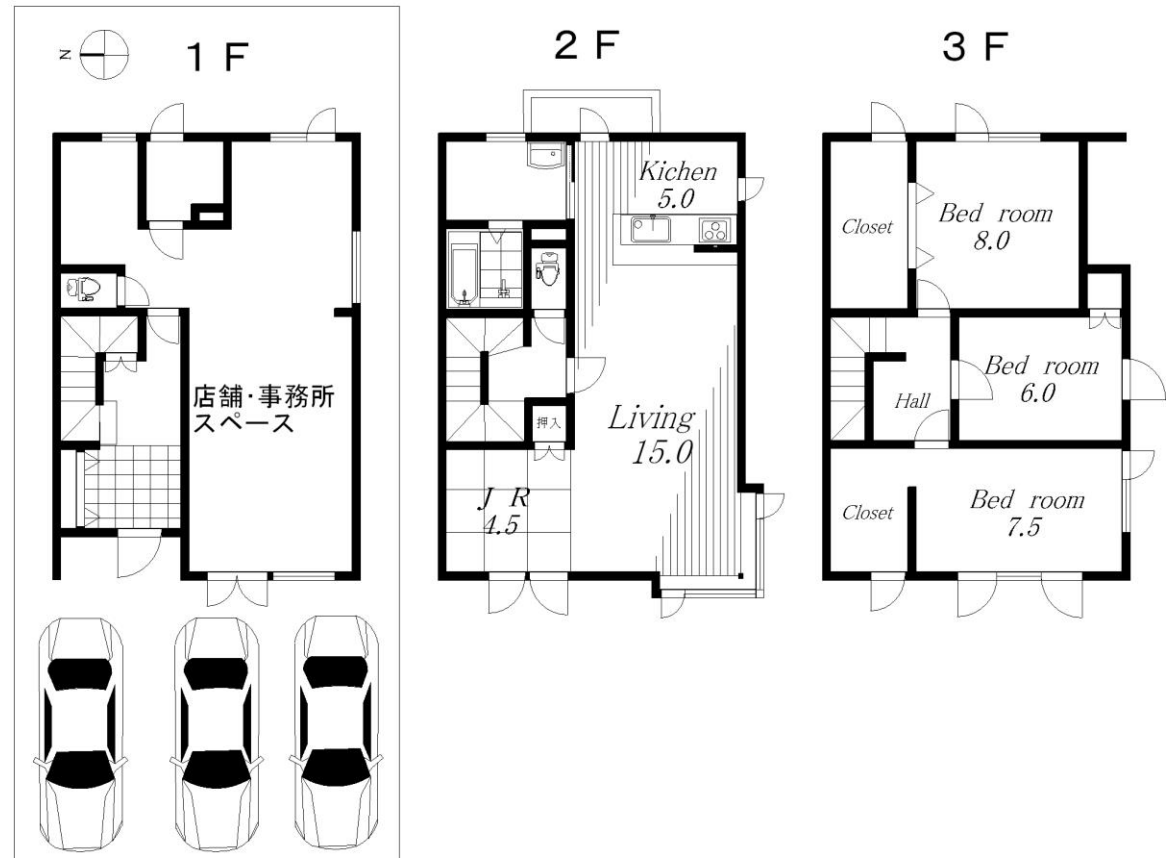 N
1 F
店舗・事務所
スペース
2 F
Kichen
5.0
Living
15.0
押入
J R
4.5
3 F
Closet
Bed room
8.0
Bed room
6.0
Hall
Closet
Bed room
7.5